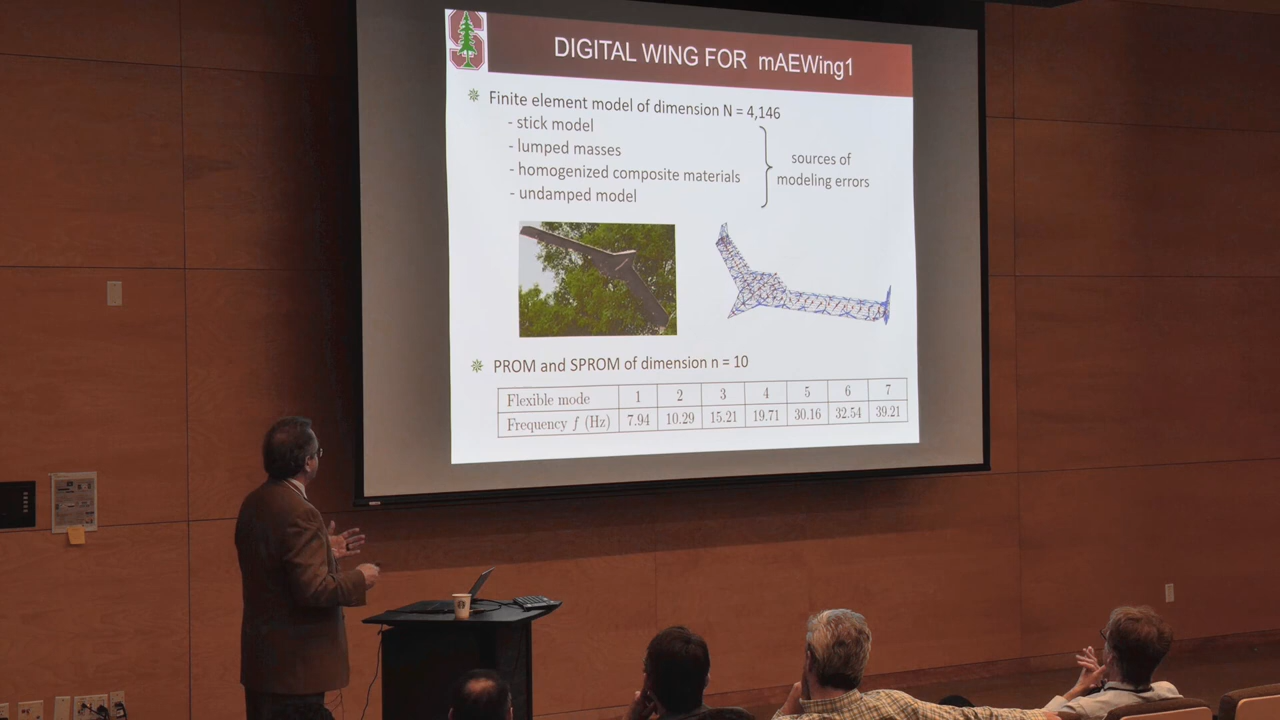 DIGITAL WING FOR mAEWing1
Finite element model of dimension N = 4,146
- stick model
- lumped masses
- homogenized composite materials
- undamped model
sources of
modeling errors
PROM and SPROM of dimension n = 10
Flexible mode 1 2 3 4 5 6 7
Frequency f (Hz) 7.94 10.29 15.21 19.71 30.16 32.54 39.21